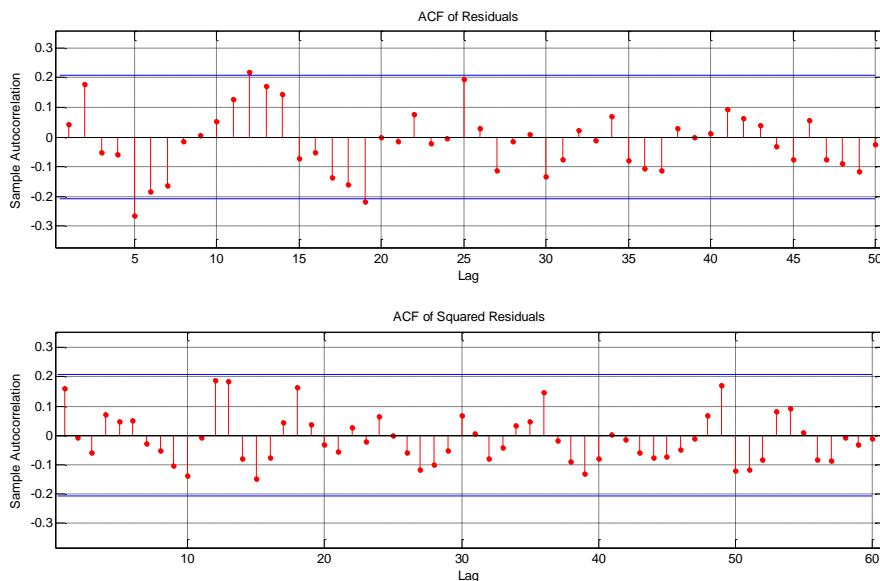 ACF of Residuals
0.3
0.2
0.1
0
-0.1
-0.2
-0.3
Sample Autocorrelation
5 10 15 20 25 30 35 40 45 50
Lag
ACF of Squared Residuals
0.3
0.2
0.1
0
-0.1
-0.2
-0.3
Sample Autocorrelation
10 20 30 40 50 60
Lag